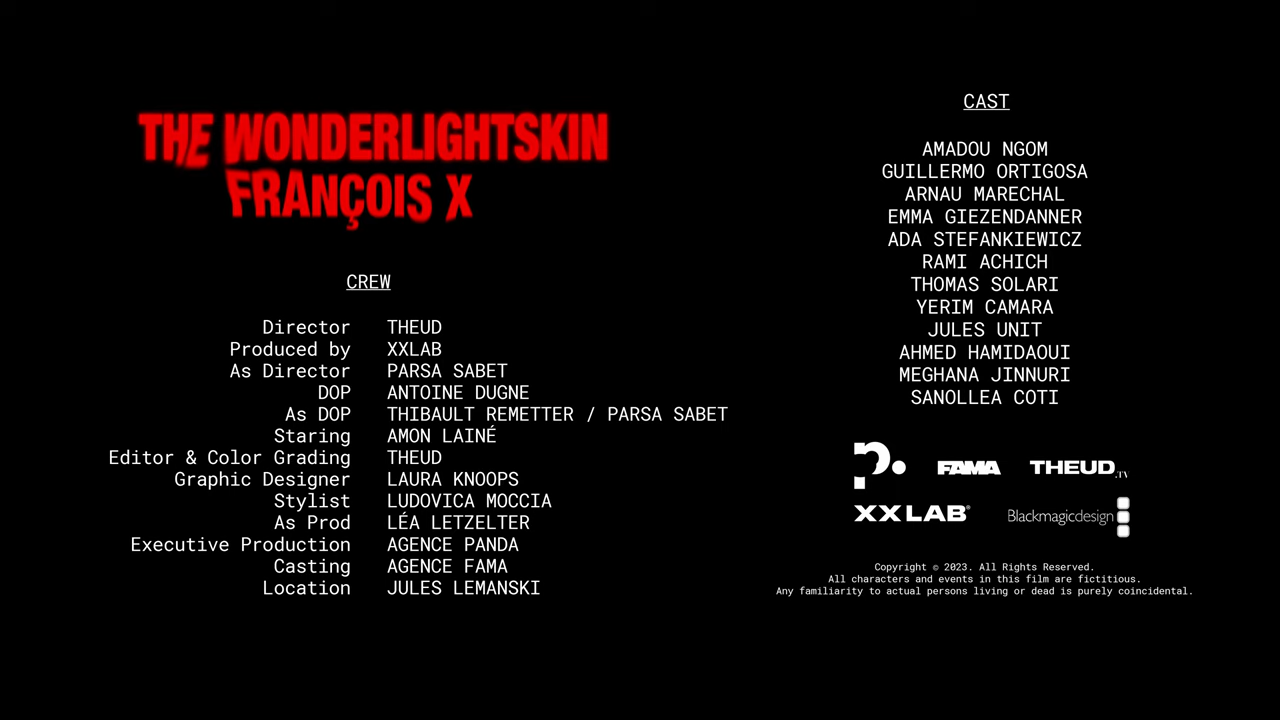 THE WONDERLIGHTSKIN
FRANÇOIS X
CREW
Director THEUD
Produced by XXLAB
As Director PARSA SABET
DOP ANTOINE DUGNE
As DOP THIBAULT REMETTER / PARSA SABET
Staring AMON LAINÉ
Editor & Color Grading THEUD
Graphic Designer LAURA KNOOPS
Stylist LUDOVICA MOCCIA
As Prod LÉA LETZELTER
Executive Production AGENCE PANDA
Casting AGENCE FAMA
Location JULES LEMANSKI
CAST
AMADOU NGOM
GUILLERMO ORTIGOSA
ARNAU MARECHAL
EMMA GIEZENDANNER
ADA STEFANKIEWICZ
RAMI ACHICH
THOMAS SOLARI
YERIM CAMARA
JULES UNIT
AHMED HAMIDAOUI
MEGHANA JINNURI
SANOLLEA COTI
P. FAMA THEUD.TV
XXLAB® Blackmagicdesign
Copyright © 2023. All Rights Reserved.
All characters and events in this film are fictitious.
Any familiarity to actual persons living or dead is purely coincidental.